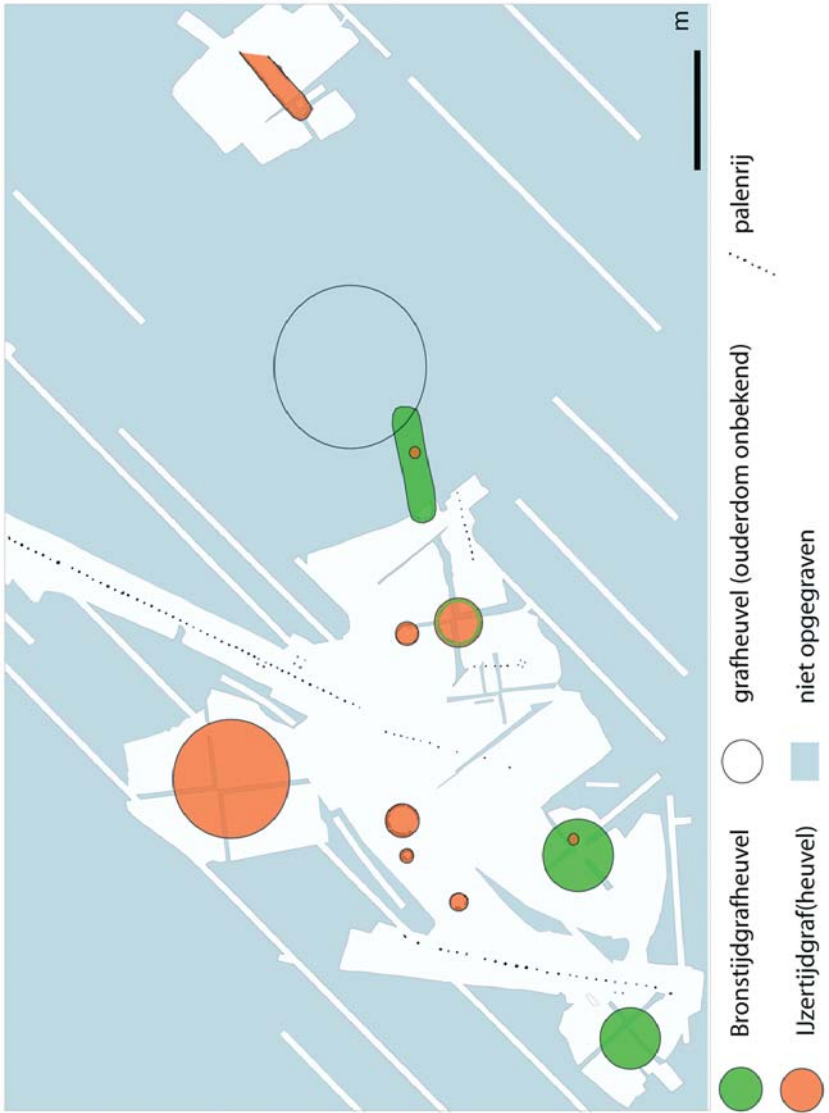 m
Bronstijdgrafheuvel
grafheuvel (ouderdom onbekend)
palenrij
IJzertijdgraf(heuvel)
niet opgegraven